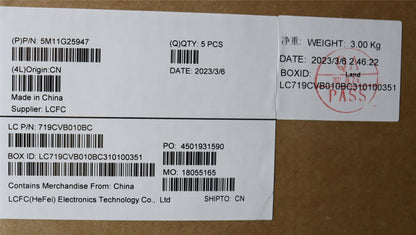 (P)P/N: 5M11G25947
(Q)QTY: 5 PCS
(4L)Origin:CN
DATE: 2023/3/6
Made in China
Supplier: LCFC
净重: WEIGHT: 3.00 Kg
DATE: 2023/3/6 2:46:22
BOXID: Land
LC719CVB010BC310100351
PASS
LC P/N: 719CVB010BC
PO: 4501931590
BOX ID: LC719CVB010BC310100351
MO: 18055165
Contains Merchandise From: China
LCFC(HeFei) Electronics Technology Co., Ltd
SHIPTO: CN